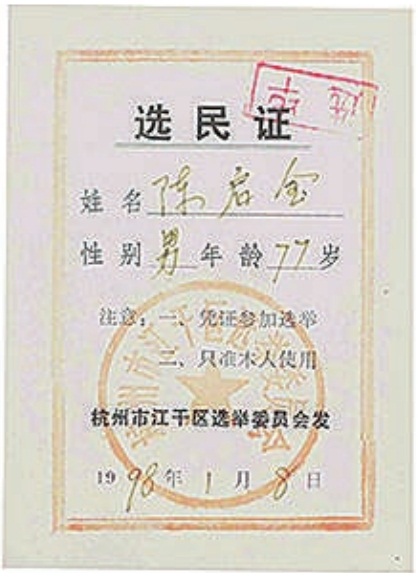 选民证
姓名 陈启金
性别 男 年龄 77 岁
注意：一、凭证参加选举
二、只准本人使用
杭州市江干区选举委员会发
1998年1月8日